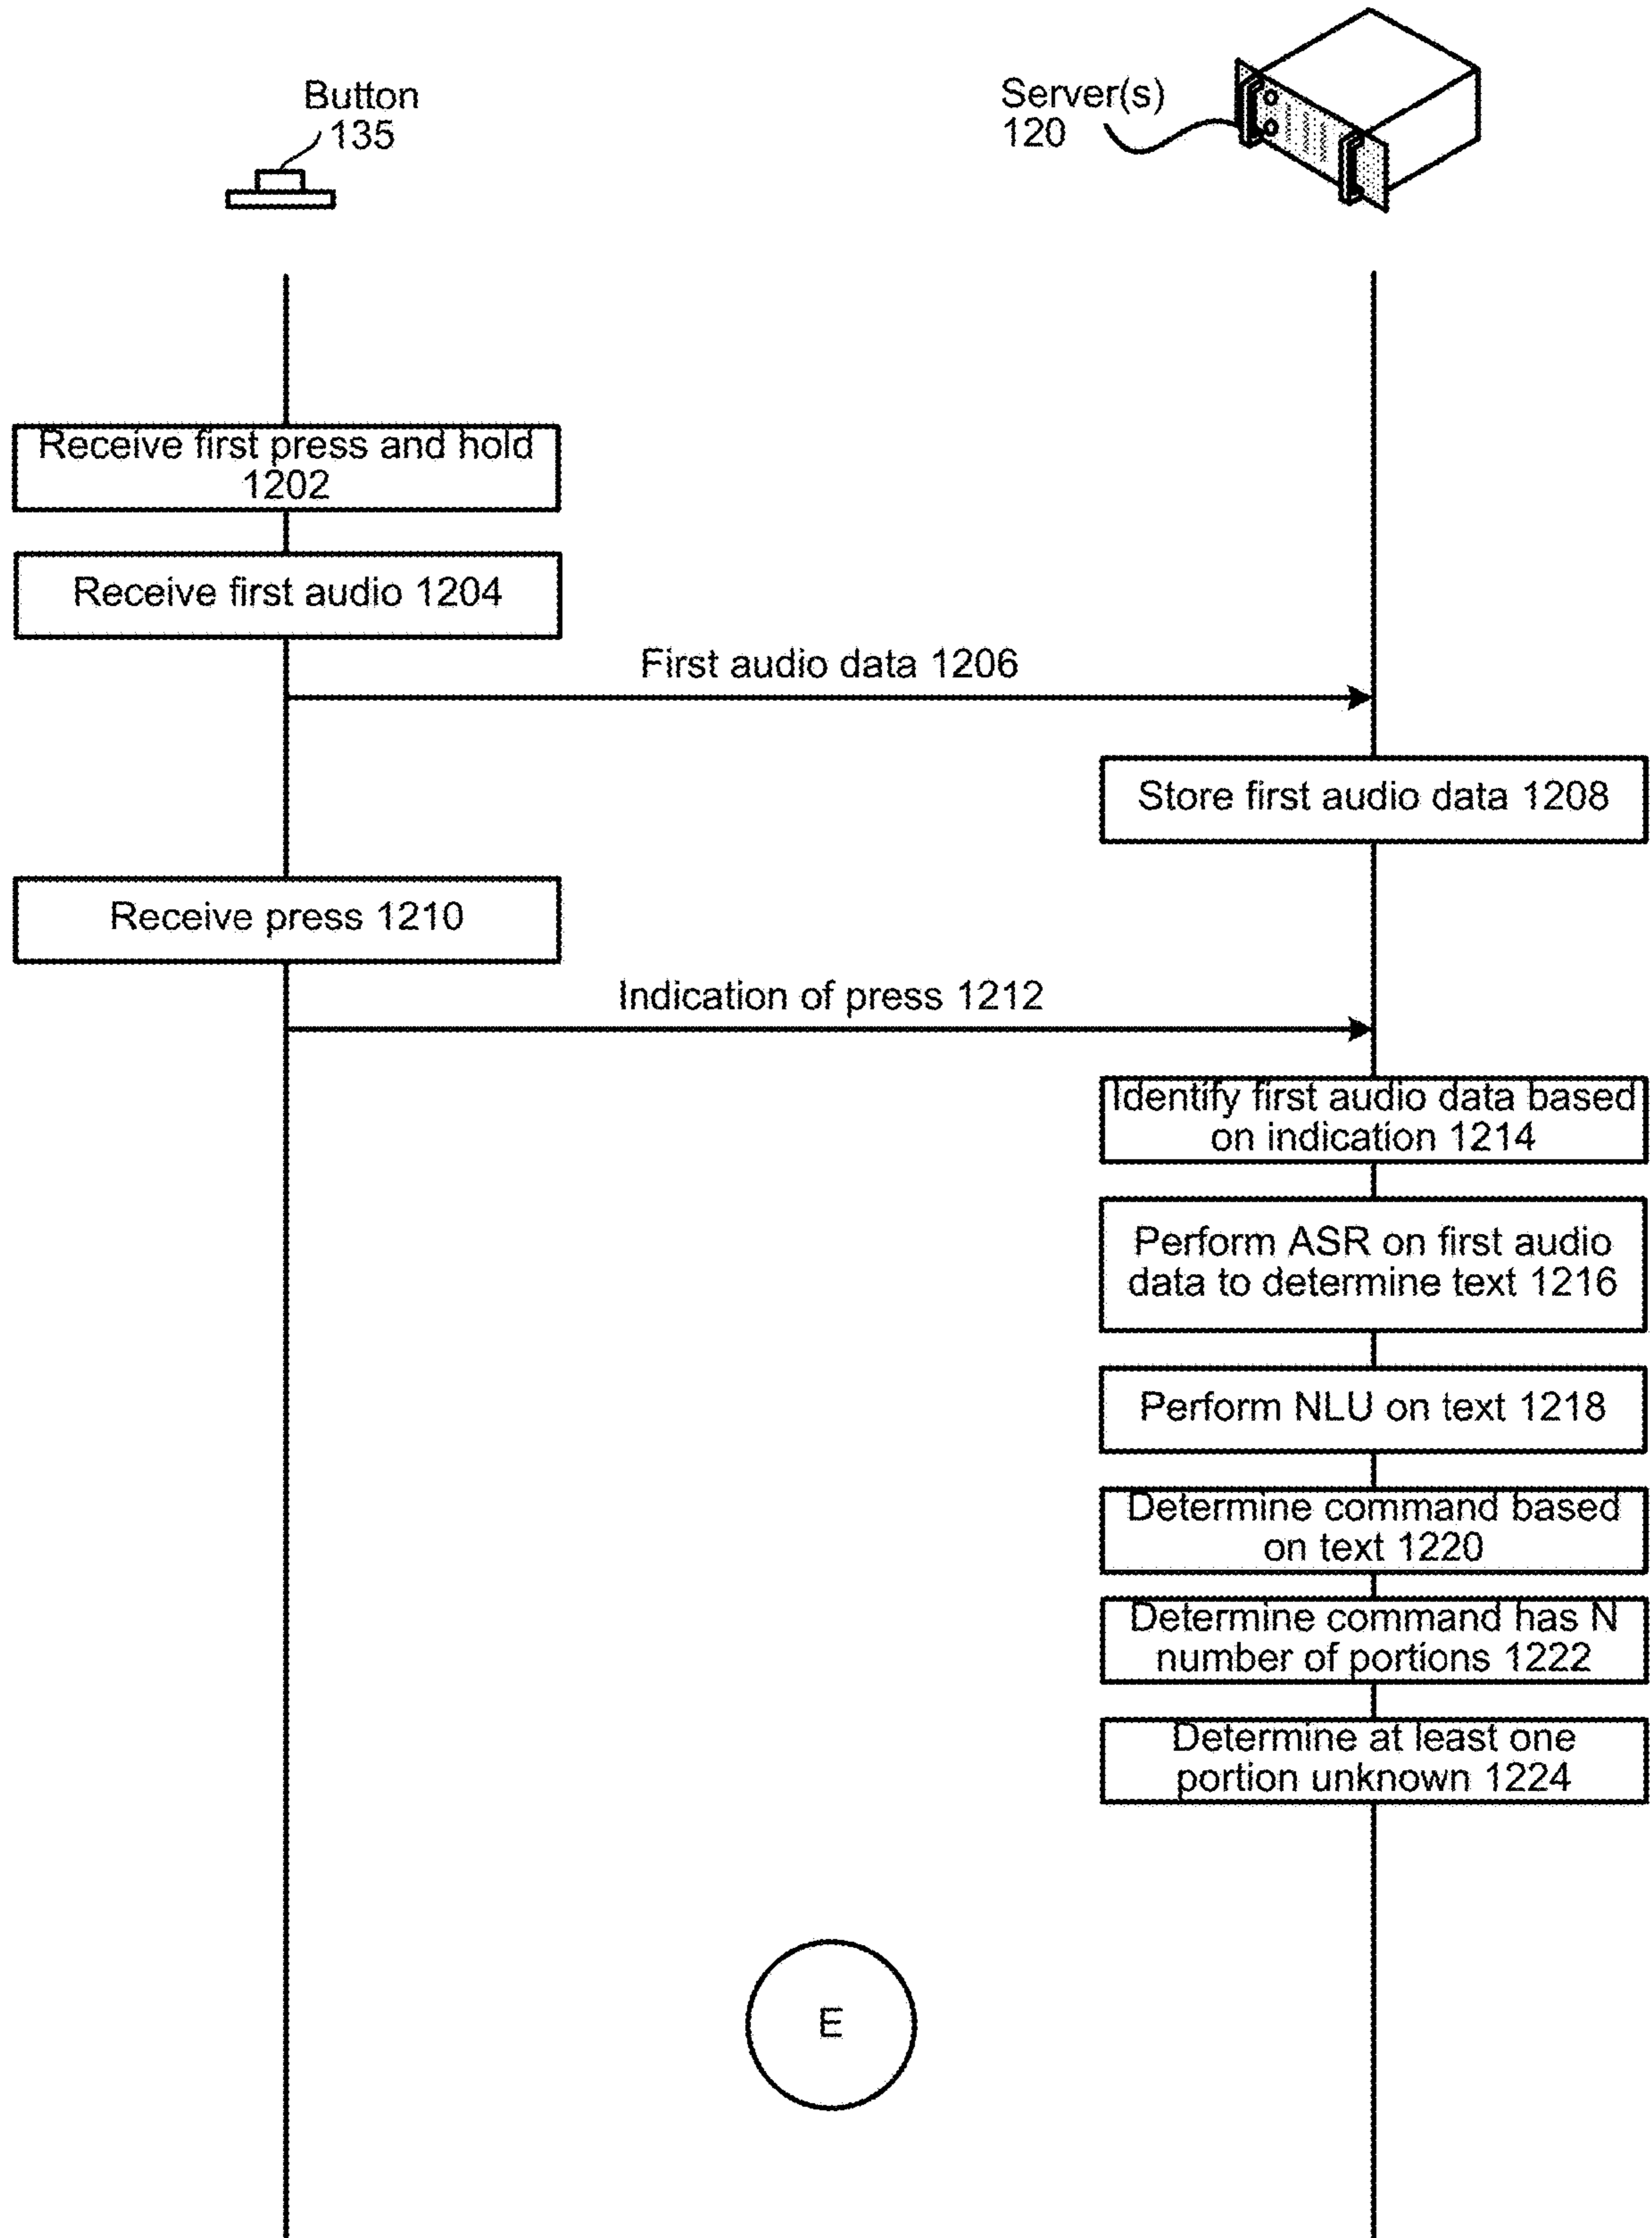 Button
135
Server(s)
120
Receive first press and hold
1202
Receive first audio 1204
First audio data 1206
Store first audio data 1208
Receive press 1210
Indication of press 1212
Identify first audio data based
on indication 1214
Perform ASR on first audio
data to determine text 1216
Perform NLU on text 1218
Determine command based
on text 1220
Determine command has N
number of portions 1222
Determine at least one
portion unknown 1224
E